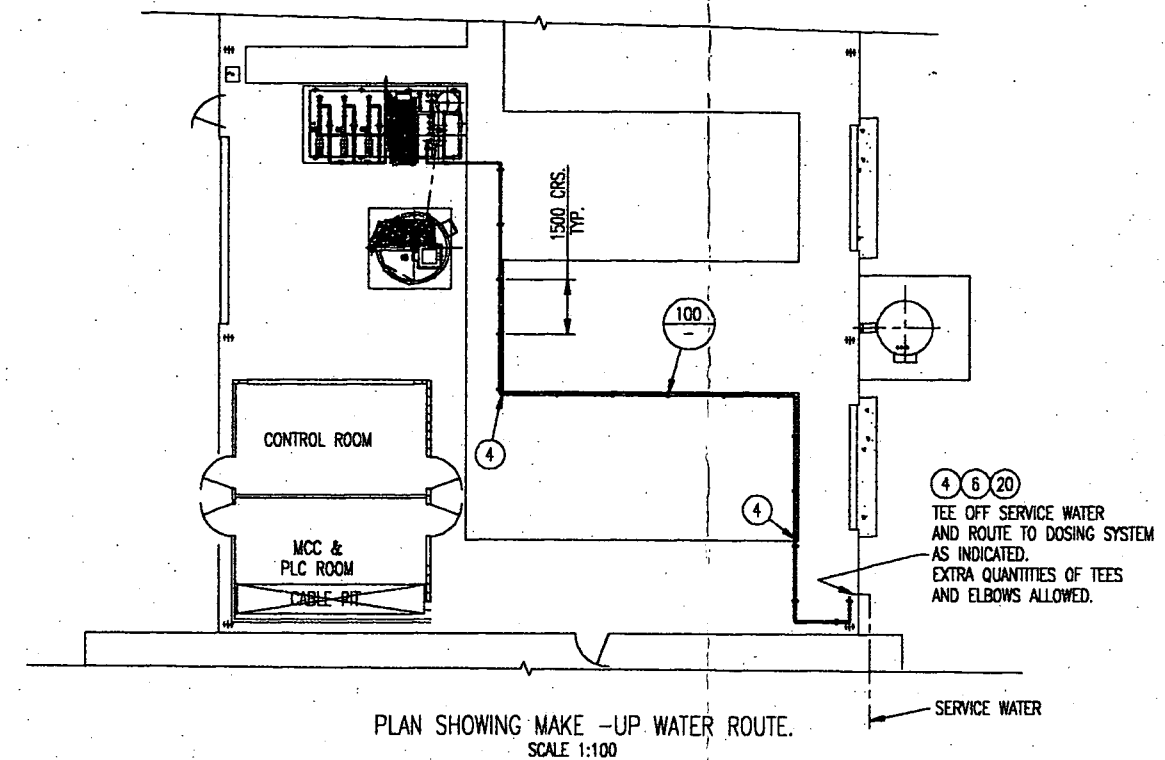 1500 CRS.
TYP.
100
–
4
CONTROL ROOM
4
4 6 20
TEE OFF SERVICE WATER
AND ROUTE TO DOSING SYSTEM
AS INDICATED.
EXTRA QUANTITIES OF TEES
AND ELBOWS ALLOWED.
MCC &
PLC ROOM
CABLE PIT
SERVICE WATER
PLAN SHOWING MAKE -UP WATER ROUTE.
SCALE 1:100